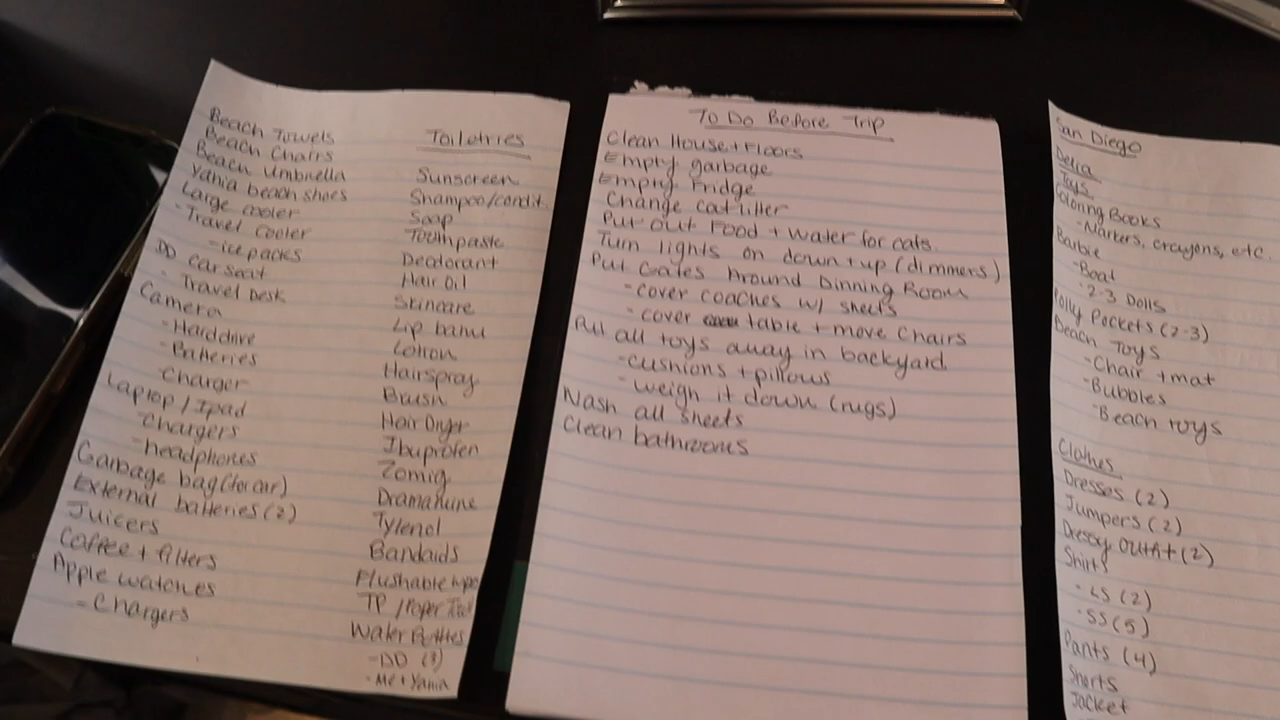 Beach Towels
Beach Chairs
Beach Umbrella
Yania beach shoes
Large cooler
-Travel cooler
-ice packs
DD car seat
-Travel Desk
Camera
-Harddrive
-Batteries
-Charger
Laptop / Ipad
-Chargers
-headphones
Garbage bag (for car)
External batteries (2)
Juicers
Coffee + filters
Apple watches
-Chargers
Toiletries
Sunscreen
Shampoo/condit.
Soap
Toothpaste
Deodorant
Hair Oil
Skincare
Lip balm
Lotion
Hairspray
Brush
Hair Dryer
Ibuprofen
Zomig
Dramamine
Tylenol
Bandaids
Flushable
TP / Paper
Water Bottles
-DD (3)
-Me + Yania
To Do Before Trip
Clean House + Floors
Empty garbage
Empty Fridge
Change cat litter
Put out Food + water for cats
Turn lights on down + up (dimmers)
Put Gates Around Dinning Room
-cover coaches w/ sheets
-cover table + move chairs
Put all toys away in backyard
-cushions + pillows
-weigh it down (rugs)
Wash all sheets
Clean bathrooms
San Diego
Delia
Toys
Coloring Books
-Markers, crayons, etc.
Barbie
-Boat
-2-3 Dolls
Polly Pockets (2-3)
Beach Toys
-Chair + mat
-Bubbles
-Beach toys
Clothes
Dresses (2)
Jumpers (2)
Dressy outfit (2)
Shirts
-LS (2)
-SS (5)
Pants (4)
Shorts
Jacket